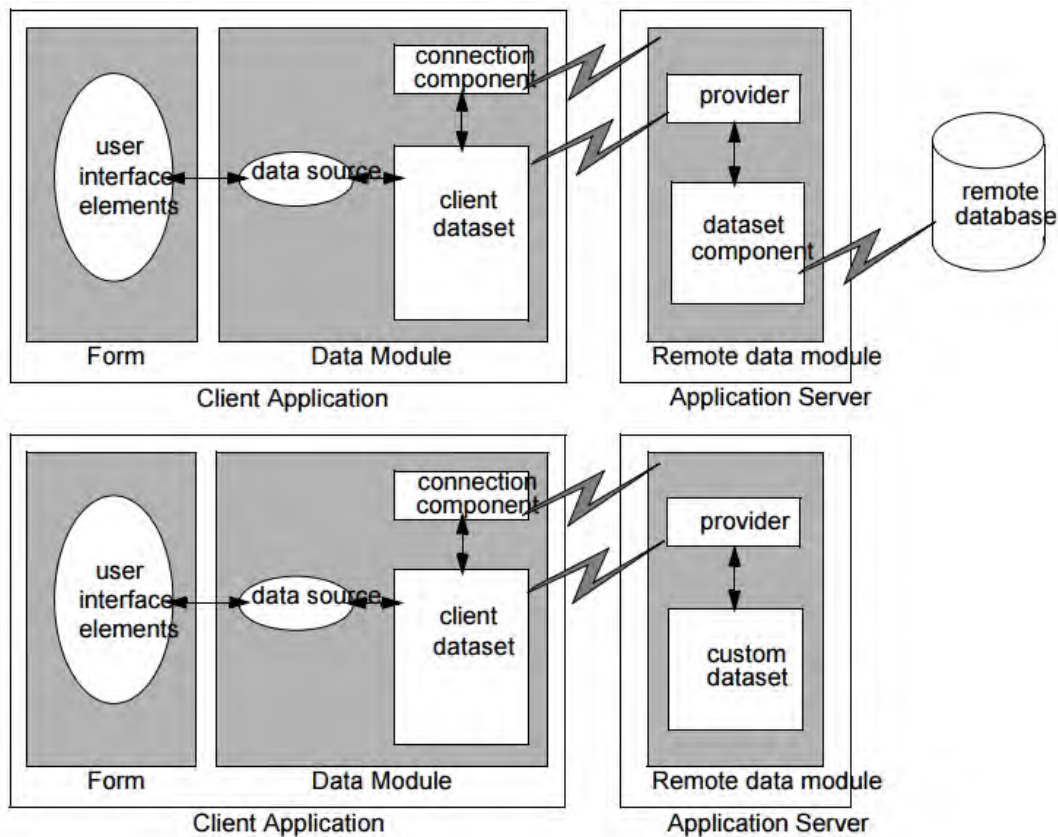 connection
component
provider
user
interface
elements
data source
client
dataset
dataset
component
remote
database
Form
Data Module
Remote data module
Client Application
Application Server
connection
component
provider
user
interface
elements
data source
client
dataset
custom
dataset
Form
Data Module
Remote data module
Client Application
Application Server